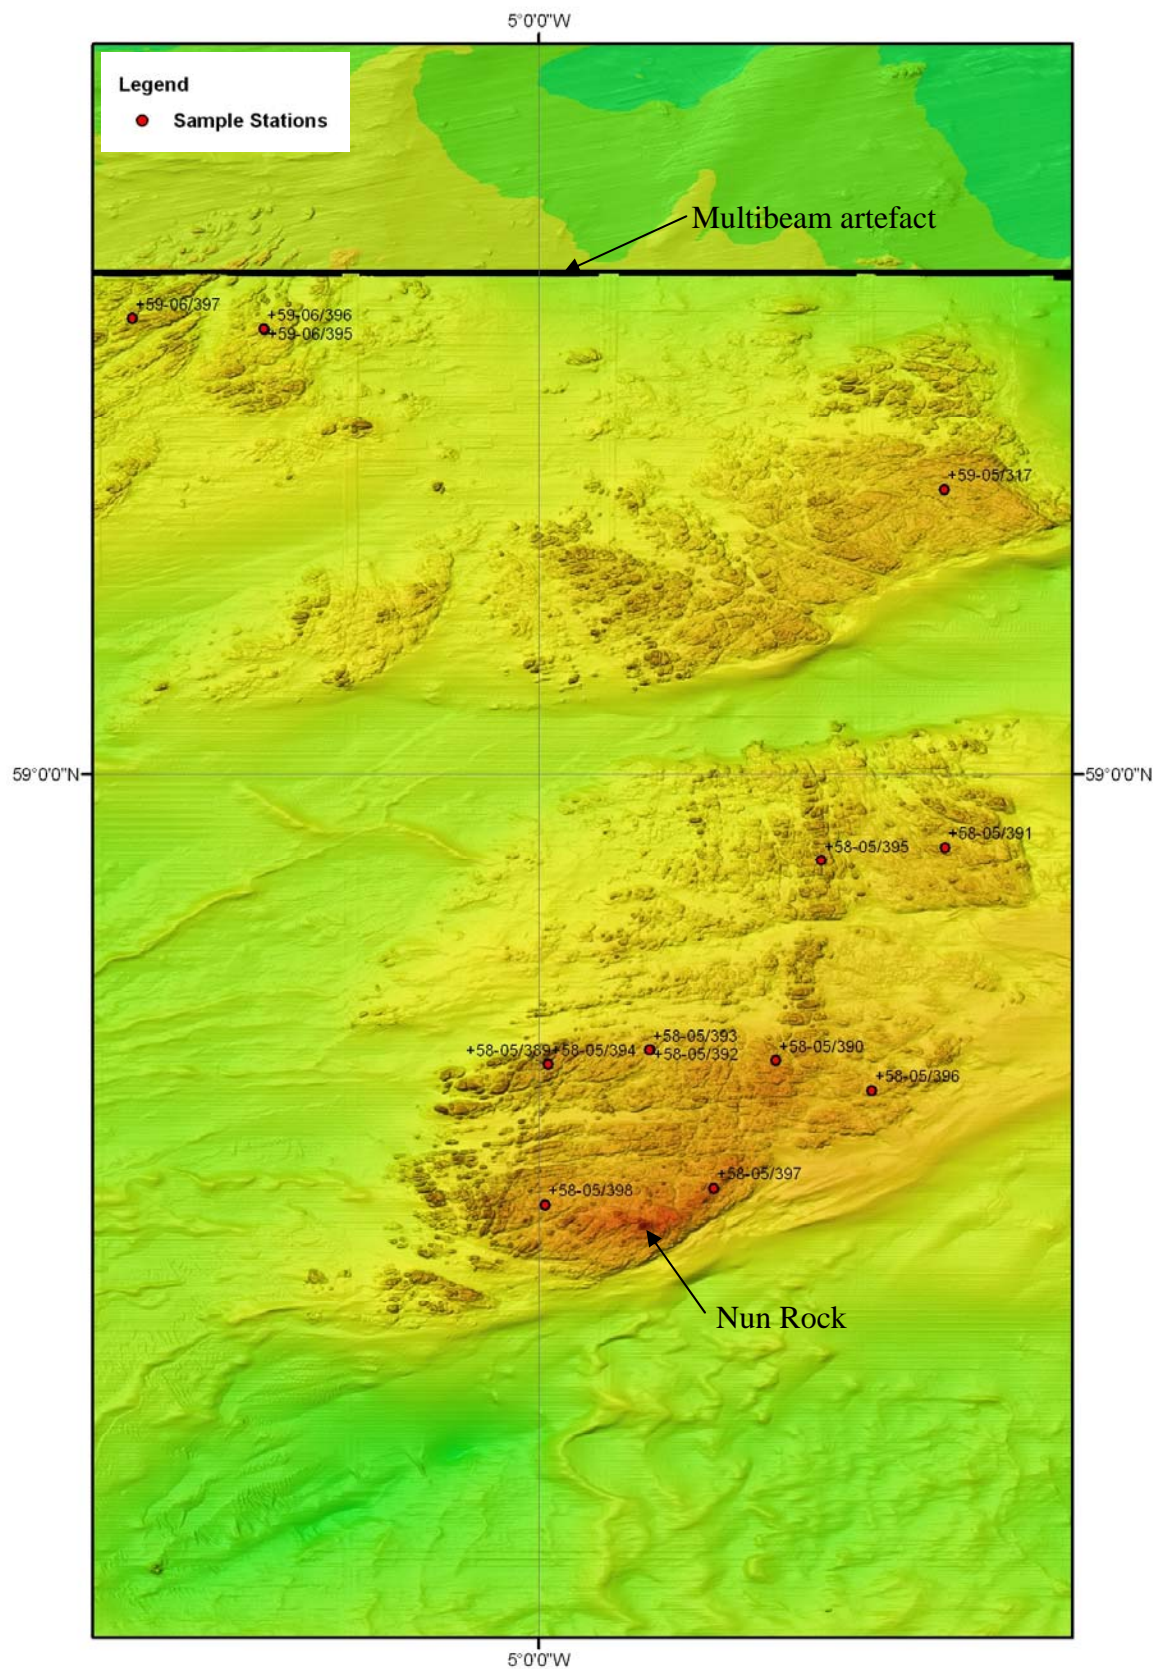 5°0'0"W
Legend
Sample Stations
Multibeam artefact
+59-06/397
+59-06/396
+59-06/395
+59-05/317
59°0'0"N
59°0'0"N
+58-05/391
+58-05/395
+58-05/393
+58-05/389+58-05/394
+58-05/392
+58-05/390
+58-05/396
+58-05/397
+58-05/398
Nun Rock
5°0'0"W